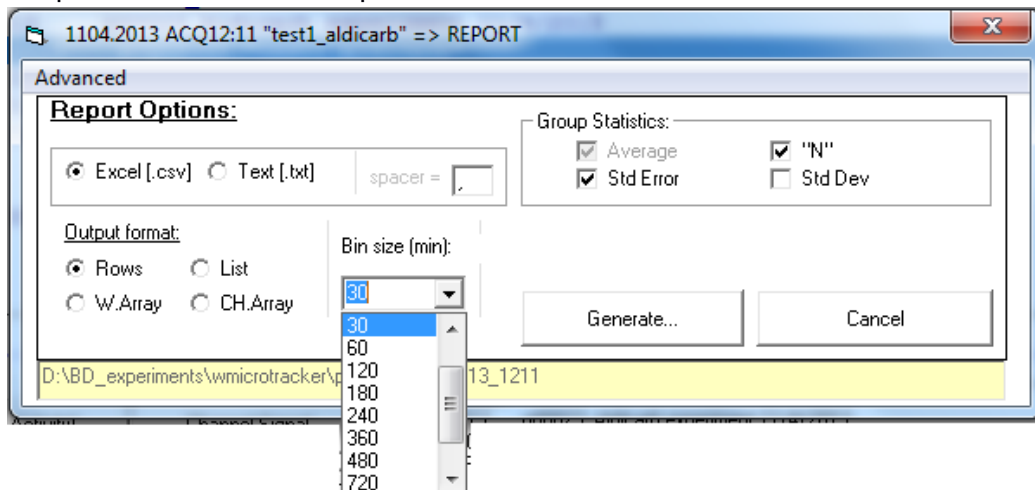 1104.2013 ACQ12:11 "test1_aldicarb" => REPORT
Advanced
Report Options:
Excel [.csv] Text [.txt] spacer = ,
Group Statistics:
Average "N"
Std Error Std Dev
Output format:
Rows List
W.Array CH.Array
Bin size (min):
30
30
60
120
180
240
360
480
720
Generate... Cancel
D:\BD_experiments\wmicrotracker\p 13_1211